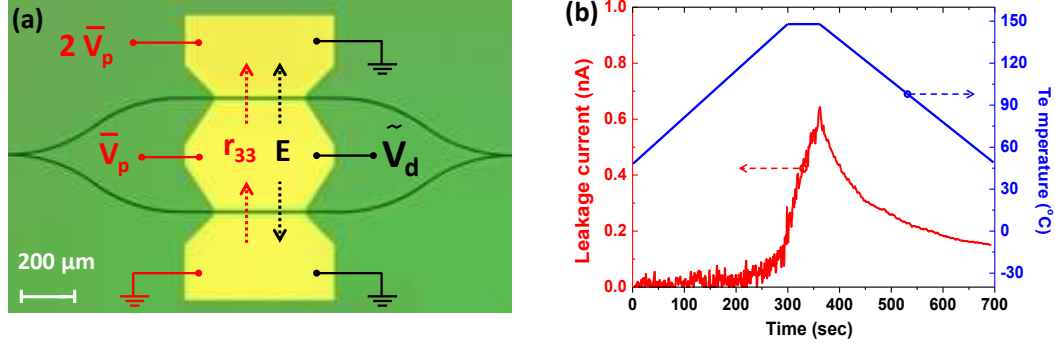 (a)
2 V̅p
V̅p
r33
E
Ṽd
200 μm
(b)
Leakage current (nA)
1.0
0.8
0.6
0.4
0.2
0.0
150
120
90
60
30
0
-30
Te mperature (°C)
0 100 200 300 400 500 600 700
Time (sec)